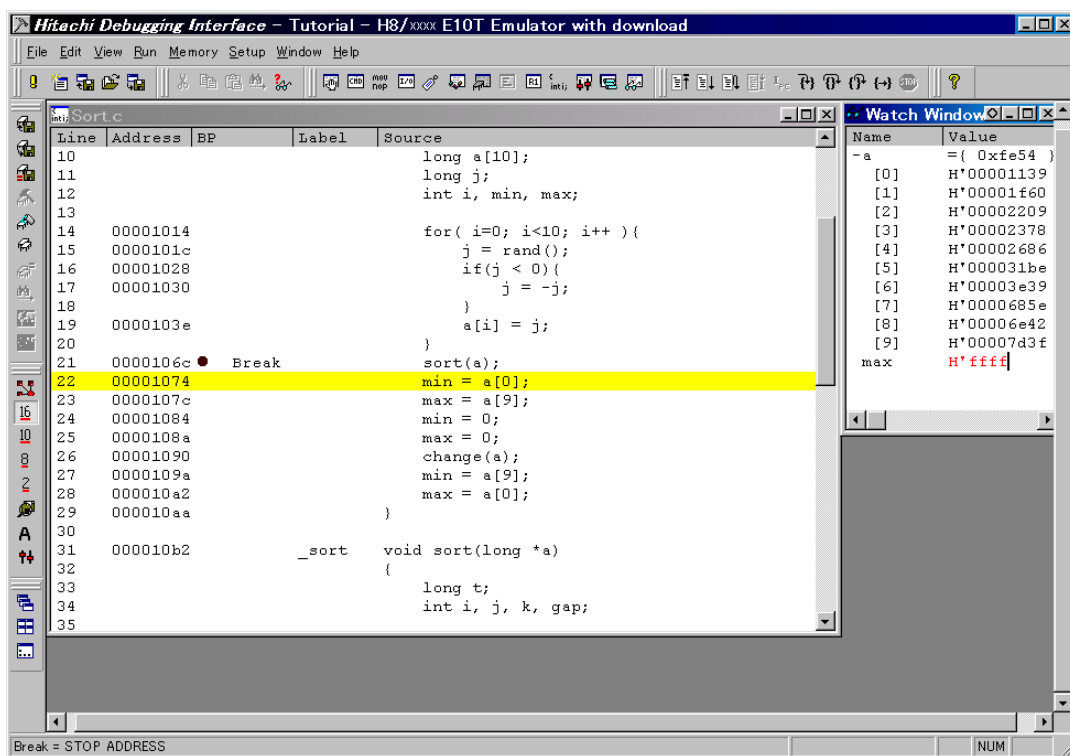 Hitachi Debugging Interface - Tutorial - H8/xxxx E10T Emulator with download
File Edit View Run Memory Setup Window Help
Sort.c
Line Address BP Label Source
10 long a[10];
11 long j;
12 int i, min, max;
13
14 00001014 for( i=0; i<10; i++ ){
15 0000101c j = rand();
16 00001028 if(j < 0){
17 00001030 j = -j;
18 }
19 0000103e a[i] = j;
20 }
21 0000106c Break sort(a);
22 00001074 min = a[0];
23 0000107c max = a[9];
24 00001084 min = 0;
25 0000108a max = 0;
26 00001090 change(a);
27 0000109a min = a[9];
28 000010a2 max = a[0];
29 000010aa }
30
31 000010b2 _sort void sort(long *a)
32 {
33 long t;
34 int i, j, k, gap;
35
Watch Window
Name Value
-a ={ 0xfe54 }
[0] H'00001139
[1] H'00001f60
[2] H'00002209
[3] H'00002378
[4] H'00002686
[5] H'000031be
[6] H'00003e39
[7] H'0000685e
[8] H'00006e42
[9] H'00007d3f
max H'ffff
16
10
8
2
A
Break = STOP ADDRESS
NUM